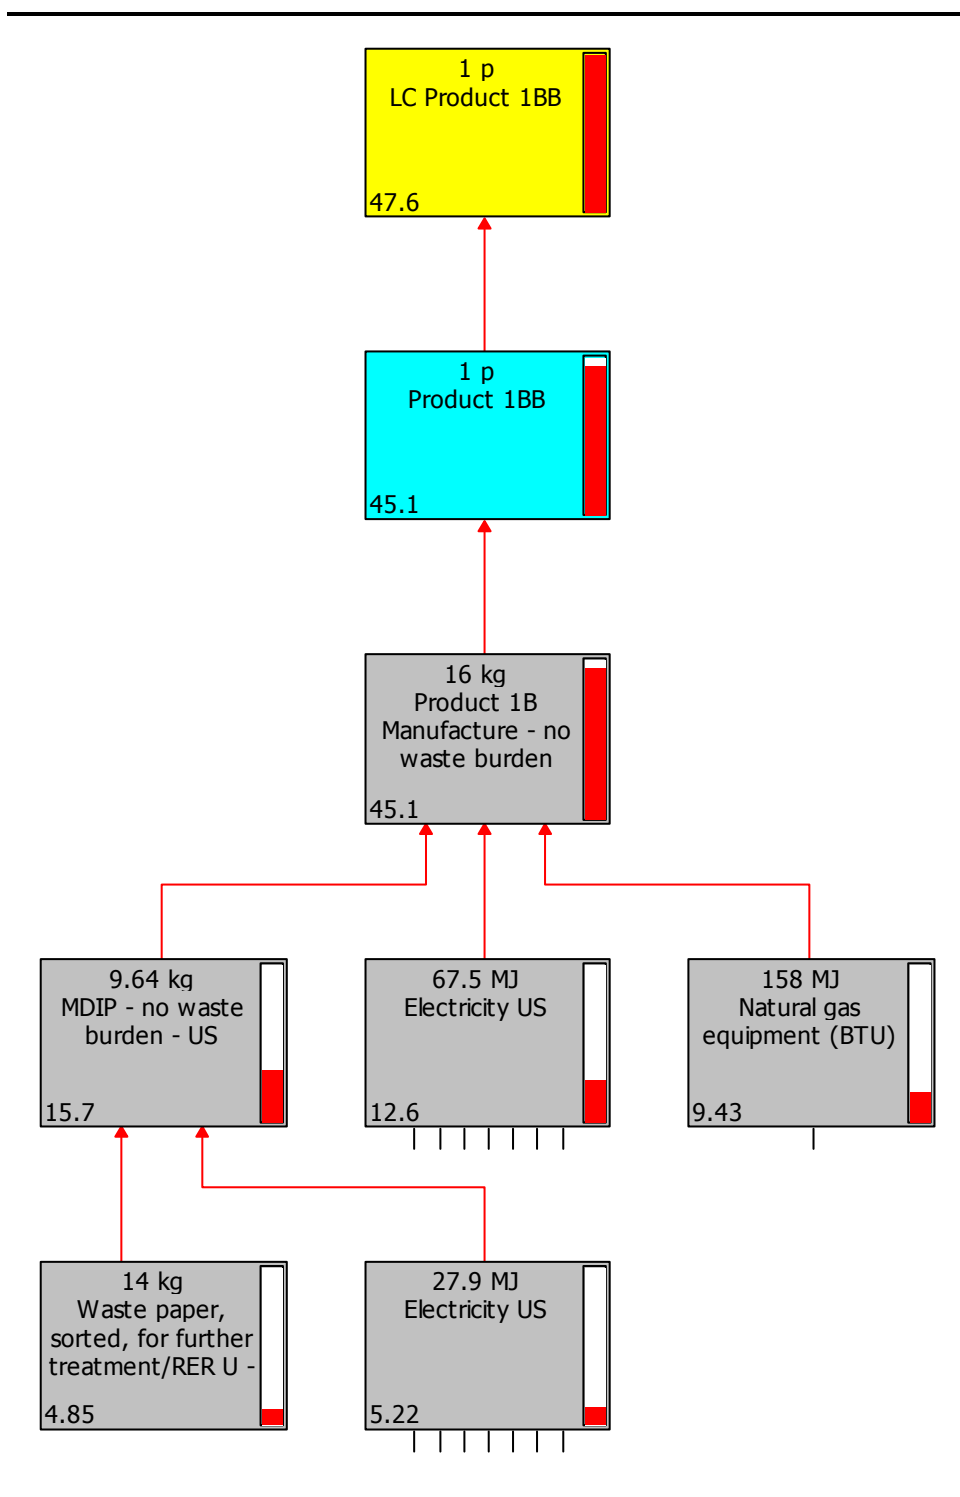 1 p
LC Product 1BB
47.6
1 p
Product 1BB
45.1
16 kg
Product 1B
Manufacture - no
waste burden
45.1
9.64 kg
MDIP - no waste
burden - US
15.7
67.5 MJ
Electricity US
12.6
158 MJ
Natural gas
equipment (BTU)
9.43
14 kg
Waste paper,
sorted, for further
treatment/RER U -
4.85
27.9 MJ
Electricity US
5.22